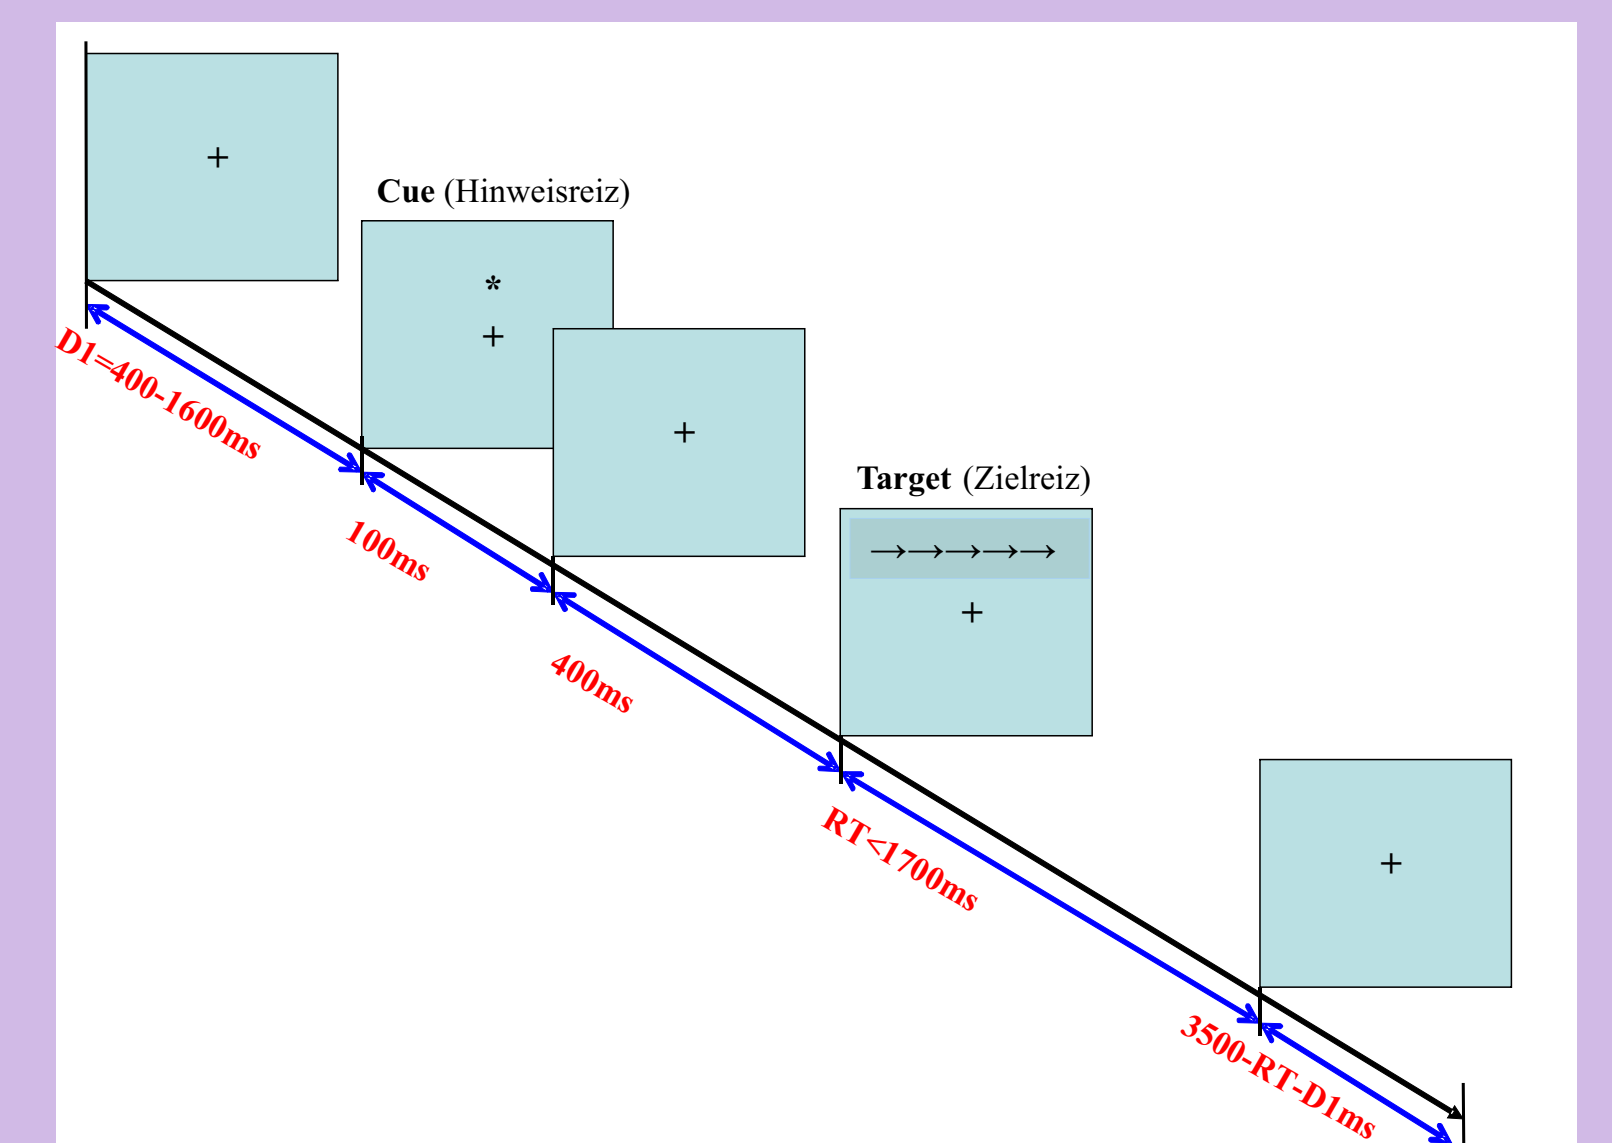 +
D1=400-1600ms
Cue (Hinweisreiz)
*
+
100ms
+
400ms
Target (Zielreiz)
→→→→→
+
RT<1700ms
+
3500-RT-D1ms